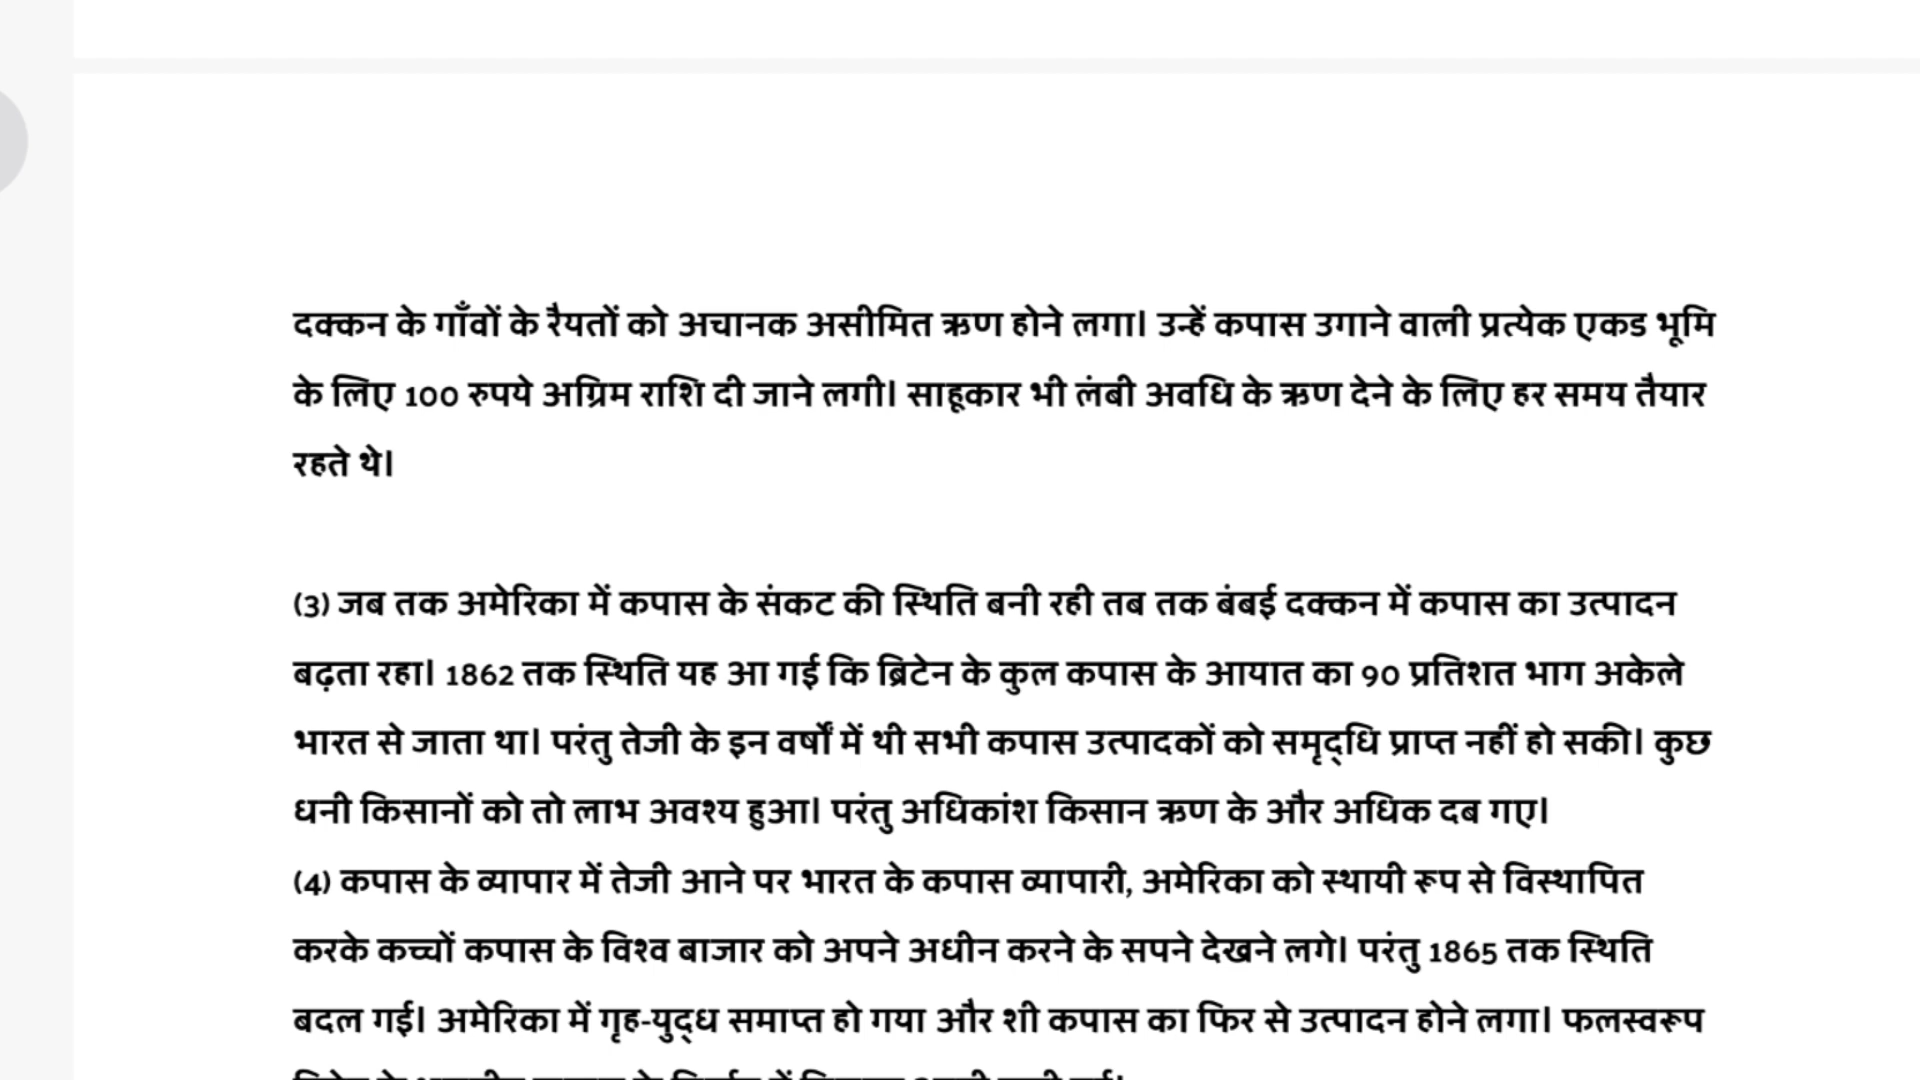 दक्कन के गाँवों के रैयतों को अचानक असीमित ऋण होने लगा। उन्हें कपास उगाने वाली प्रत्येक एकड भूमि
के लिए 100 रुपये अग्रिम राशि दी जाने लगी। साहूकार भी लंबी अवधि के ऋण देने के लिए हर समय तैयार
रहते थे।
(3) जब तक अमेरिका में कपास के संकट की स्थिति बनी रही तब तक बंबई दक्कन में कपास का उत्पादन
बढ़ता रहा। 1862 तक स्थिति यह आ गई कि ब्रिटेन के कुल कपास के आयात का 90 प्रतिशत भाग अकेले
भारत से जाता था। परंतु तेजी के इन वर्षों में थी सभी कपास उत्पादकों को समृद्धि प्राप्त नहीं हो सकी। कुछ
धनी किसानों को तो लाभ अवश्य हुआ। परंतु अधिकांश किसान ऋण के और अधिक दब गए।
(4) कपास के व्यापार में तेजी आने पर भारत के कपास व्यापारी, अमेरिका को स्थायी रूप से विस्थापित
करके कच्चों कपास के विश्व बाजार को अपने अधीन करने के सपने देखने लगे। परंतु 1865 तक स्थिति
बदल गई। अमेरिका में गृह-युद्ध समाप्त हो गया और शी कपास का फिर से उत्पादन होने लगा। फलस्वरूप